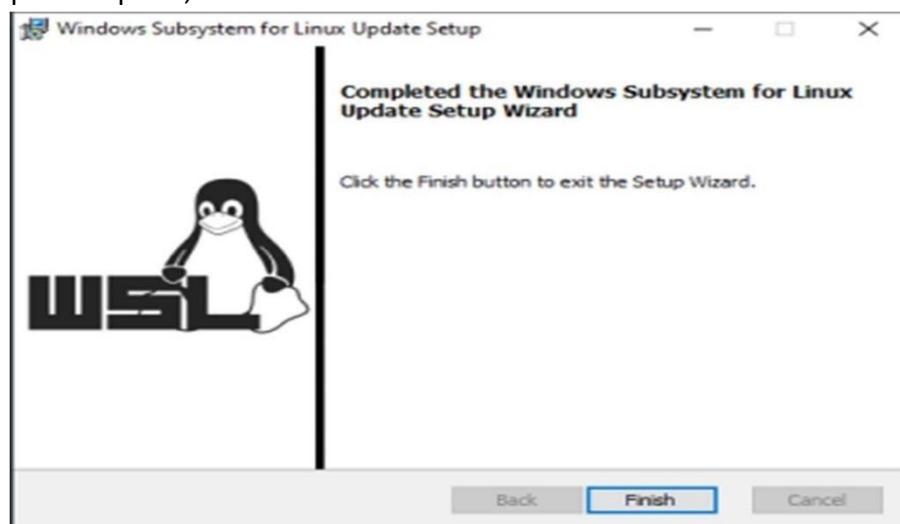 Windows Subsystem for Linux Update Setup
Completed the Windows Subsystem for Linux
Update Setup Wizard
Click the Finish button to exit the Setup Wizard.
WSL
Back Finish Cancel